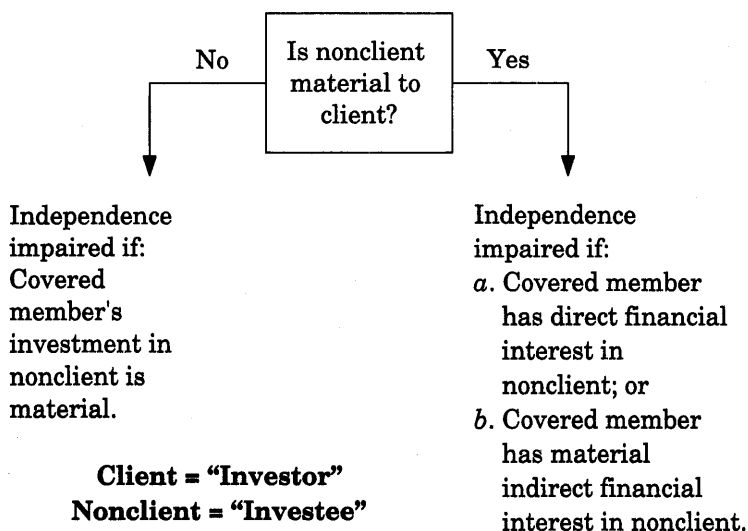 Is nonclient
material to
client?
No
Yes
Independence
impaired if:
Covered
member's
investment in
nonclient is
material.
Independence
impaired if:
a. Covered member
has direct financial
interest in
nonclient; or
b. Covered member
has material
indirect financial
interest in nonclient.
Client = “Investor”
Nonclient = “Investee”